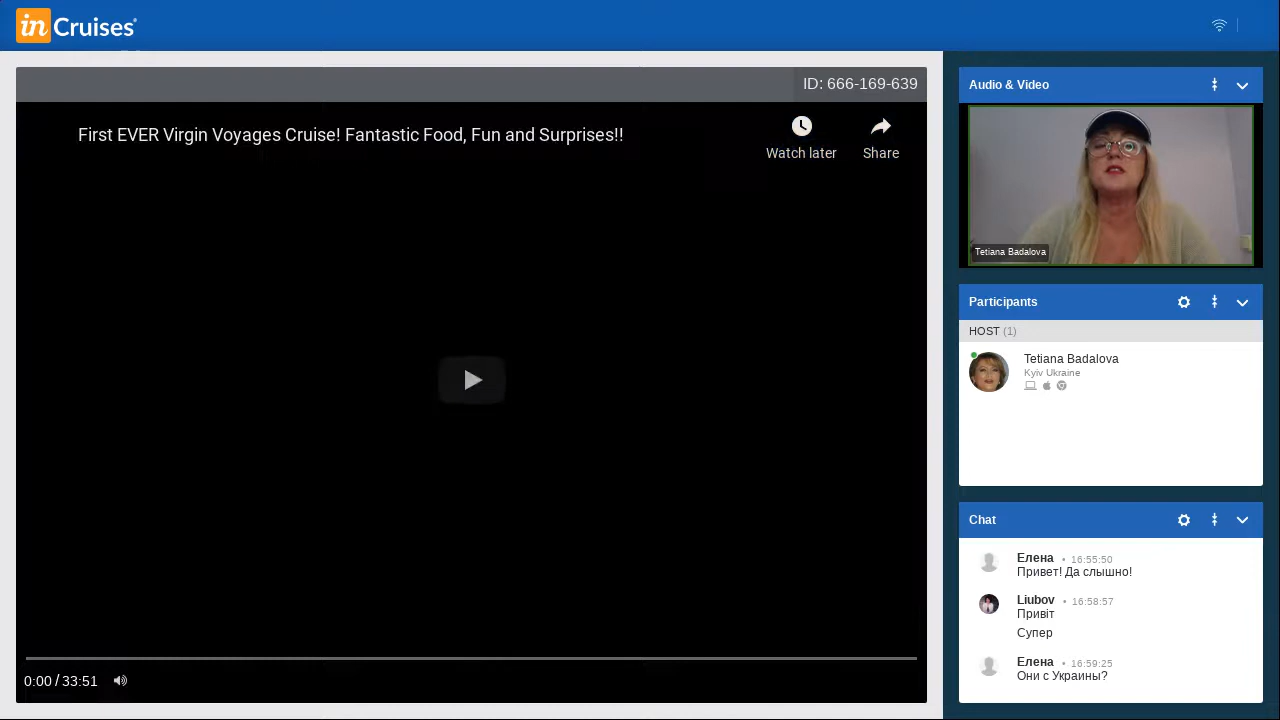 in Cruises®
ID: 666-169-639
First EVER Virgin Voyages Cruise! Fantastic Food, Fun and Surprises!!
Watch later
Share
0:00 / 33:51
Audio & Video
Tetiana Badalova
Participants
HOST (1)
Tetiana Badalova
Kyiv Ukraine
Chat
Елена • 16:55:50
Привет! Да слышно!
Liubov • 16:58:57
Привіт
Супер
Елена • 16:59:25
Они с Украины?